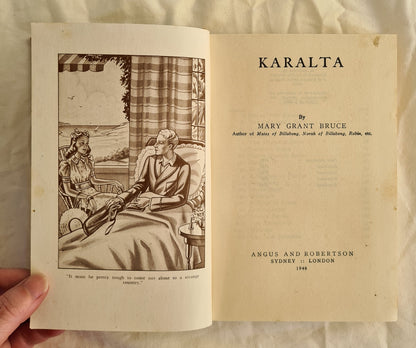 "It must be pretty tough to come out alone to a strange
country."
KARALTA
By
MARY GRANT BRUCE
Author of Mates of Billabong, Norah of Billabong, Robin, etc.
ANGUS AND ROBERTSON
SYDNEY :: LONDON
1946